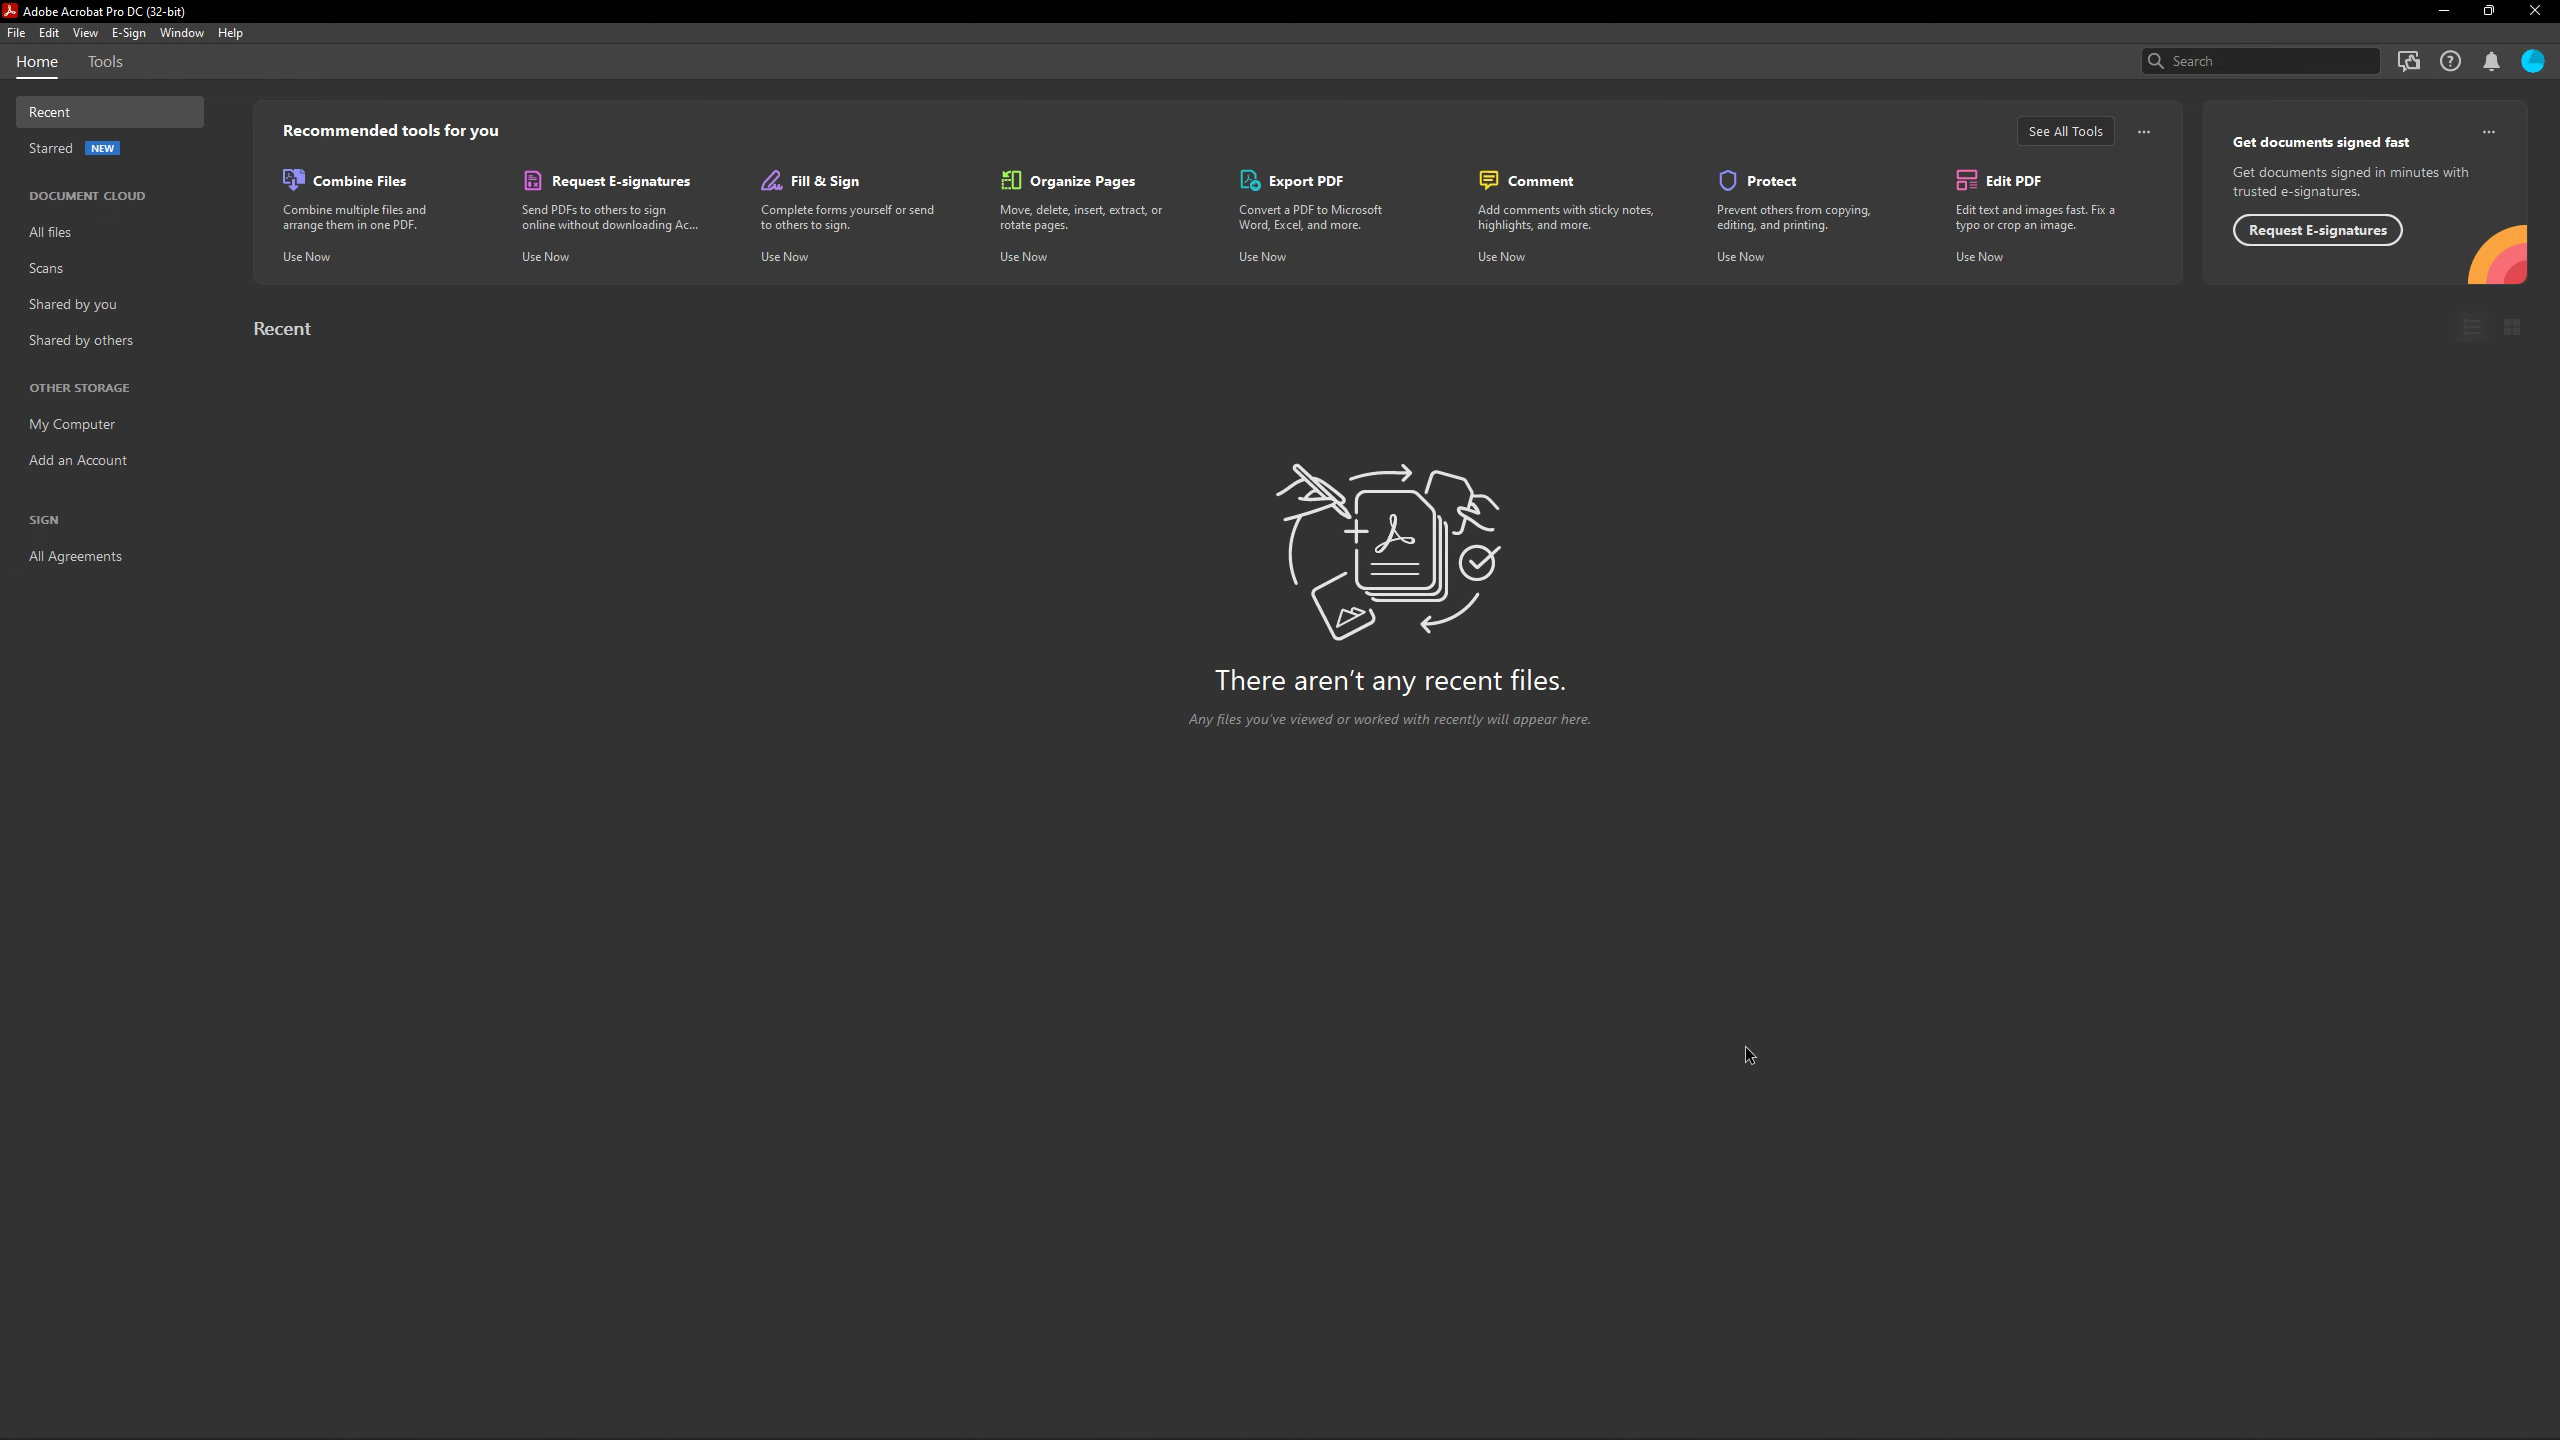 Adobe Acrobat Pro DC (32-bit)
File Edit View E-Sign Window Help
Home Tools
Search
Recent
Starred NEW
DOCUMENT CLOUD
All files
Scans
Shared by you
Shared by others
OTHER STORAGE
My Computer
Add an Account
SIGN
All Agreements
Recommended tools for you
See All Tools
Combine Files
Combine multiple files and
arrange them in one PDF.
Use Now
Request E-signatures
Send PDFs to others to sign
online without downloading Ac...
Use Now
Fill & Sign
Complete forms yourself or send
to others to sign.
Use Now
Organize Pages
Move, delete, insert, extract, or
rotate pages.
Use Now
Export PDF
Convert a PDF to Microsoft
Word, Excel, and more.
Use Now
Comment
Add comments with sticky notes,
highlights, and more.
Use Now
Protect
Prevent others from copying,
editing, and printing.
Use Now
Edit PDF
Edit text and images fast. Fix a
typo or crop an image.
Use Now
Get documents signed fast
Get documents signed in minutes with
trusted e-signatures.
Request E-signatures
Recent
There aren't any recent files.
Any files you've viewed or worked with recently will appear here.